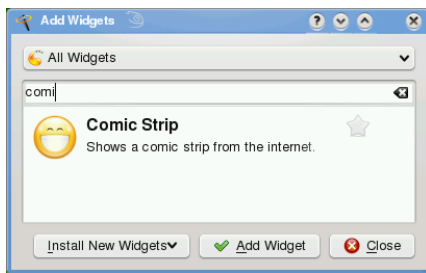 Add Widgets
All Widgets
comi
Comic Strip
Shows a comic strip from the internet.
Install New Widgets
Add Widget
Close